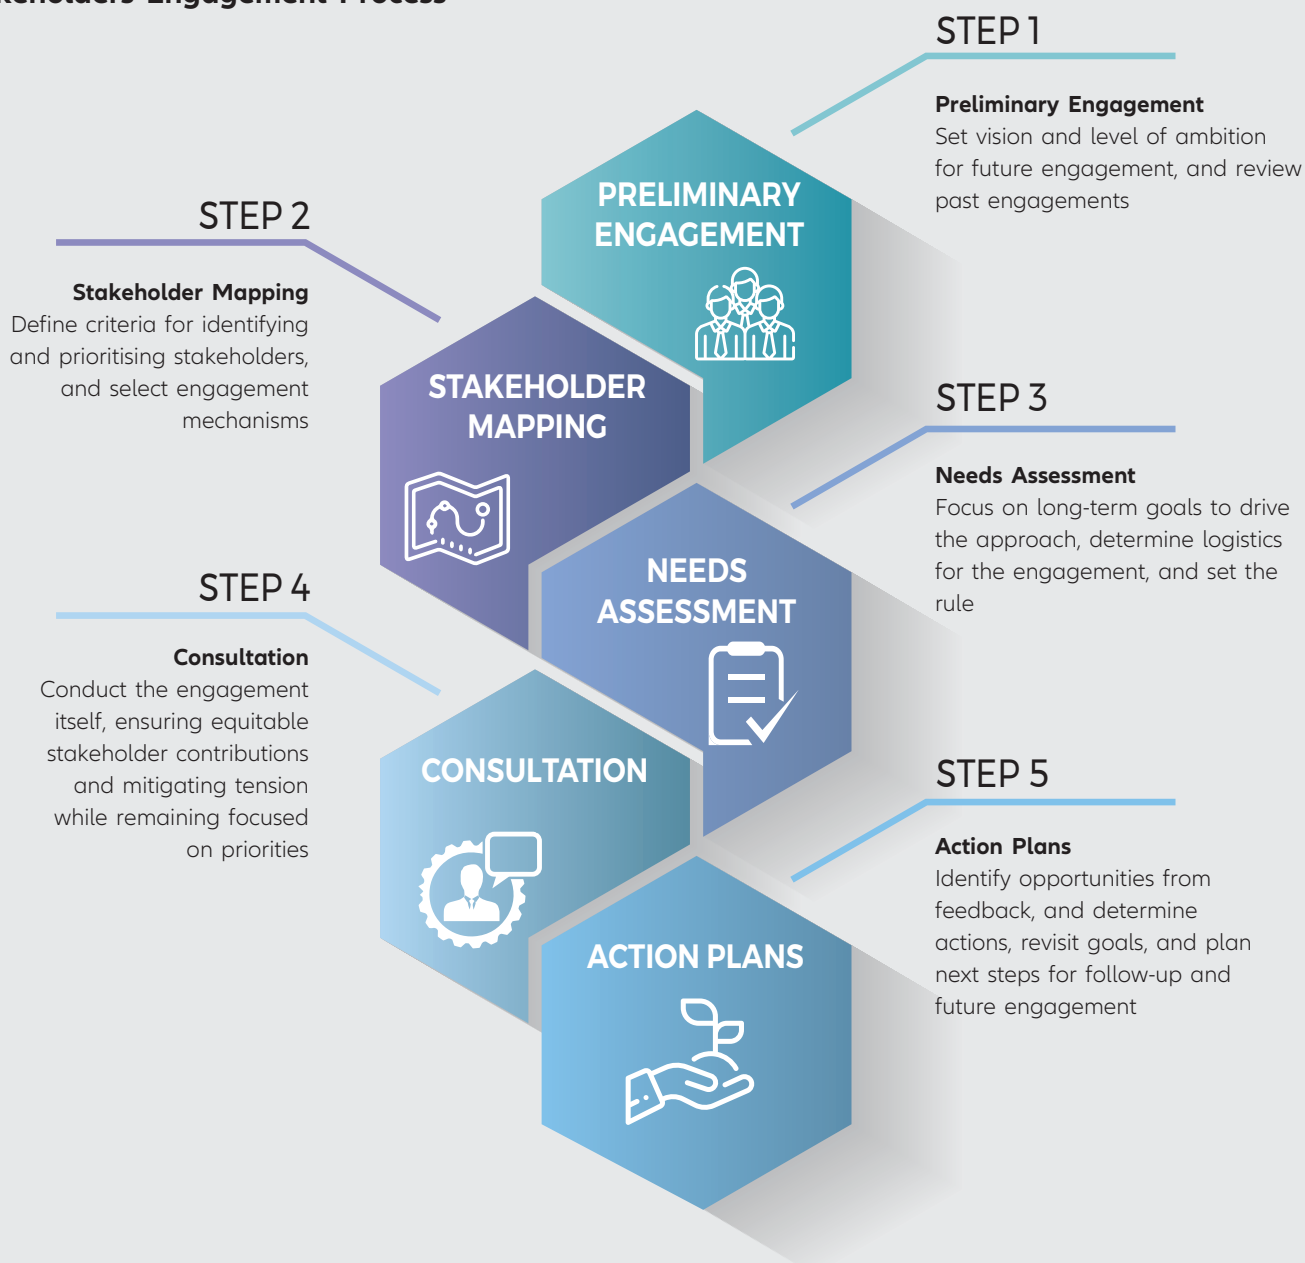 Engagement Process
STEP 1
Preliminary Engagement
Set vision and level of ambition
for future engagement, and review
past engagements
PRELIMINARY
ENGAGEMENT
STEP 2
Stakeholder Mapping
Define criteria for identifying
and prioritising stakeholders,
and select engagement
mechanisms
STAKEHOLDER
MAPPING
STEP 3
Needs Assessment
Focus on long-term goals to drive
the approach, determine logistics
for the engagement, and set the
rule
NEEDS
ASSESSMENT
STEP 4
Consultation
Conduct the engagement
itself, ensuring equitable
stakeholder contributions
and mitigating tension
while remaining focused
on priorities
CONSULTATION
STEP 5
Action Plans
Identify opportunities from
feedback, and determine
actions, revisit goals, and plan
next steps for follow-up and
future engagement
ACTION PLANS